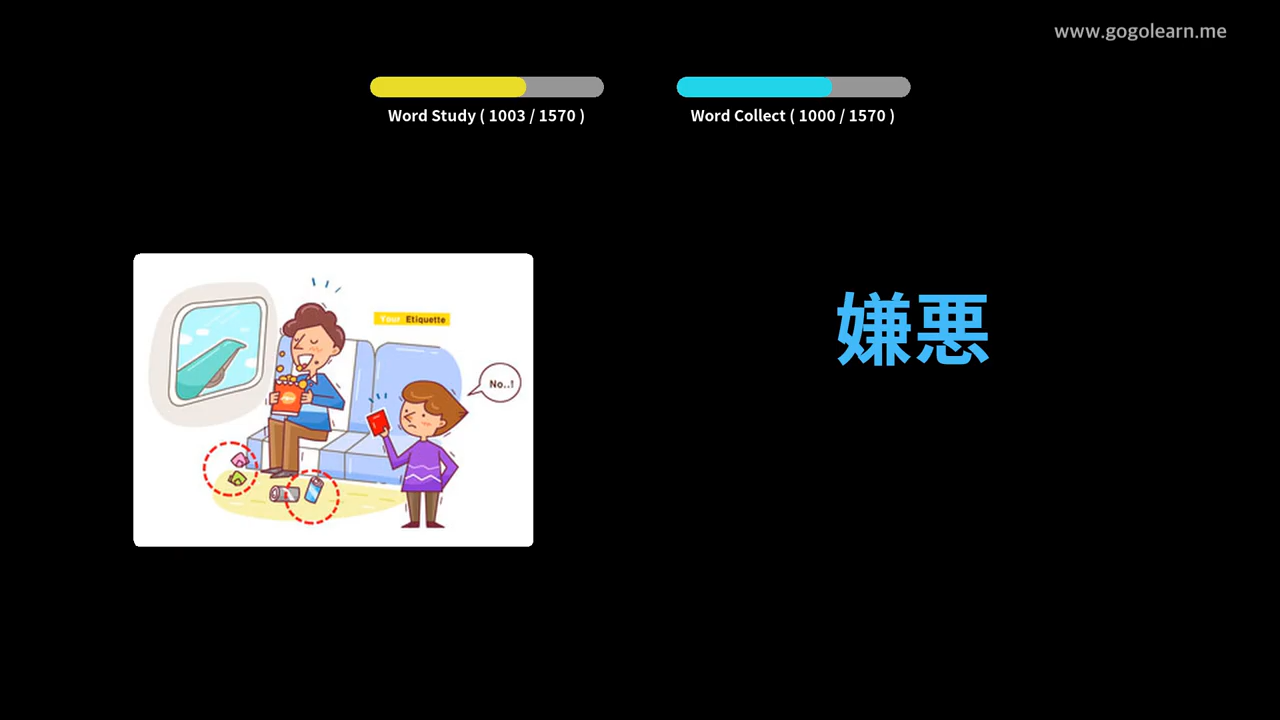 www.gogolearn.me
Word Study ( 1003 / 1570 )
Word Collect ( 1000 / 1570 )
Your Etiquette
No..!
嫌悪